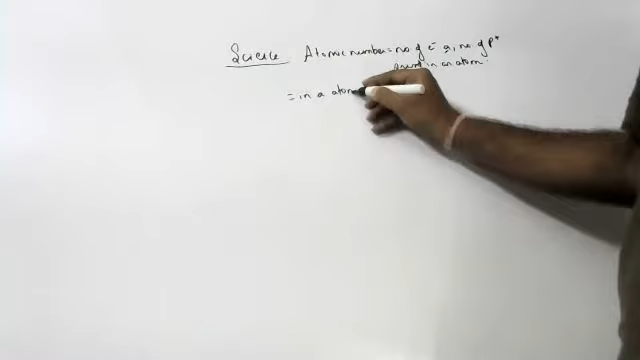 Science Atomic number = no of e⁻ or, no of P⁺
present in an atom.
= in a atom